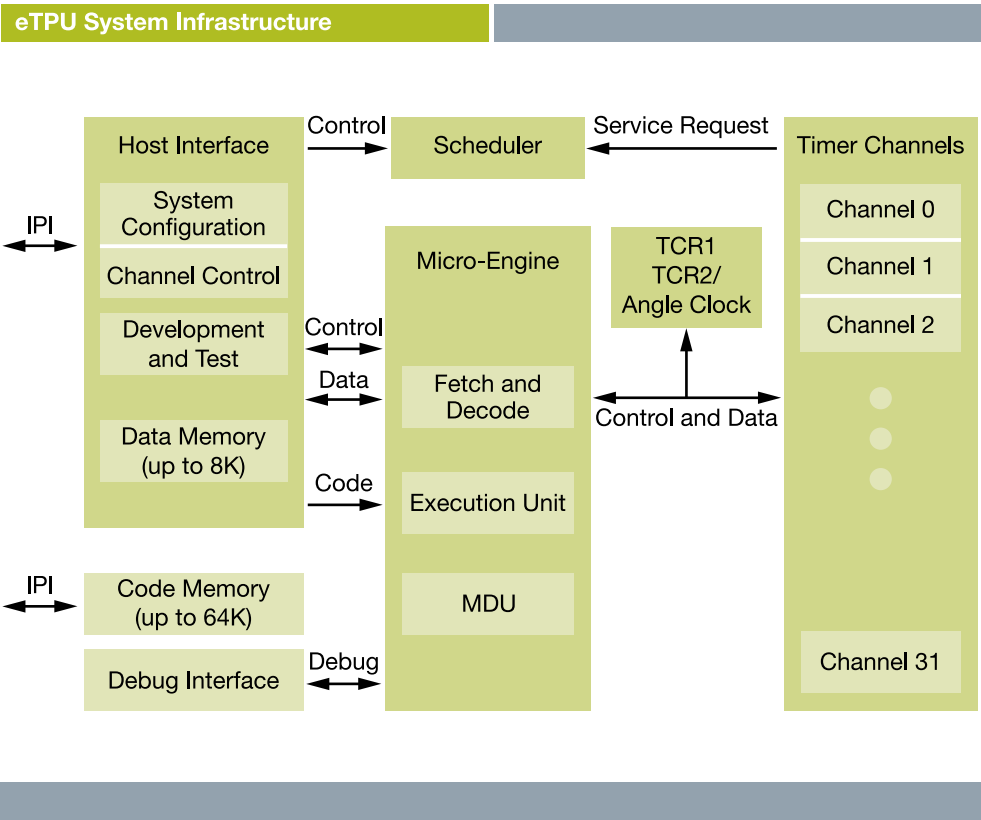 eTPU System Infrastructure
Control
Service Request
Host Interface
Scheduler
Timer Channels
System
Configuration
Channel Control
IPI
Development
and Test
Data Memory
(up to 8K)
Control
Data
Code
Micro-Engine
Fetch and
Decode
Execution Unit
MDU
TCR1
TCR2/
Angle Clock
Control and Data
Channel 0
Channel 1
Channel 2
Channel 31
IPI
Code Memory
(up to 64K)
Debug Interface
Debug